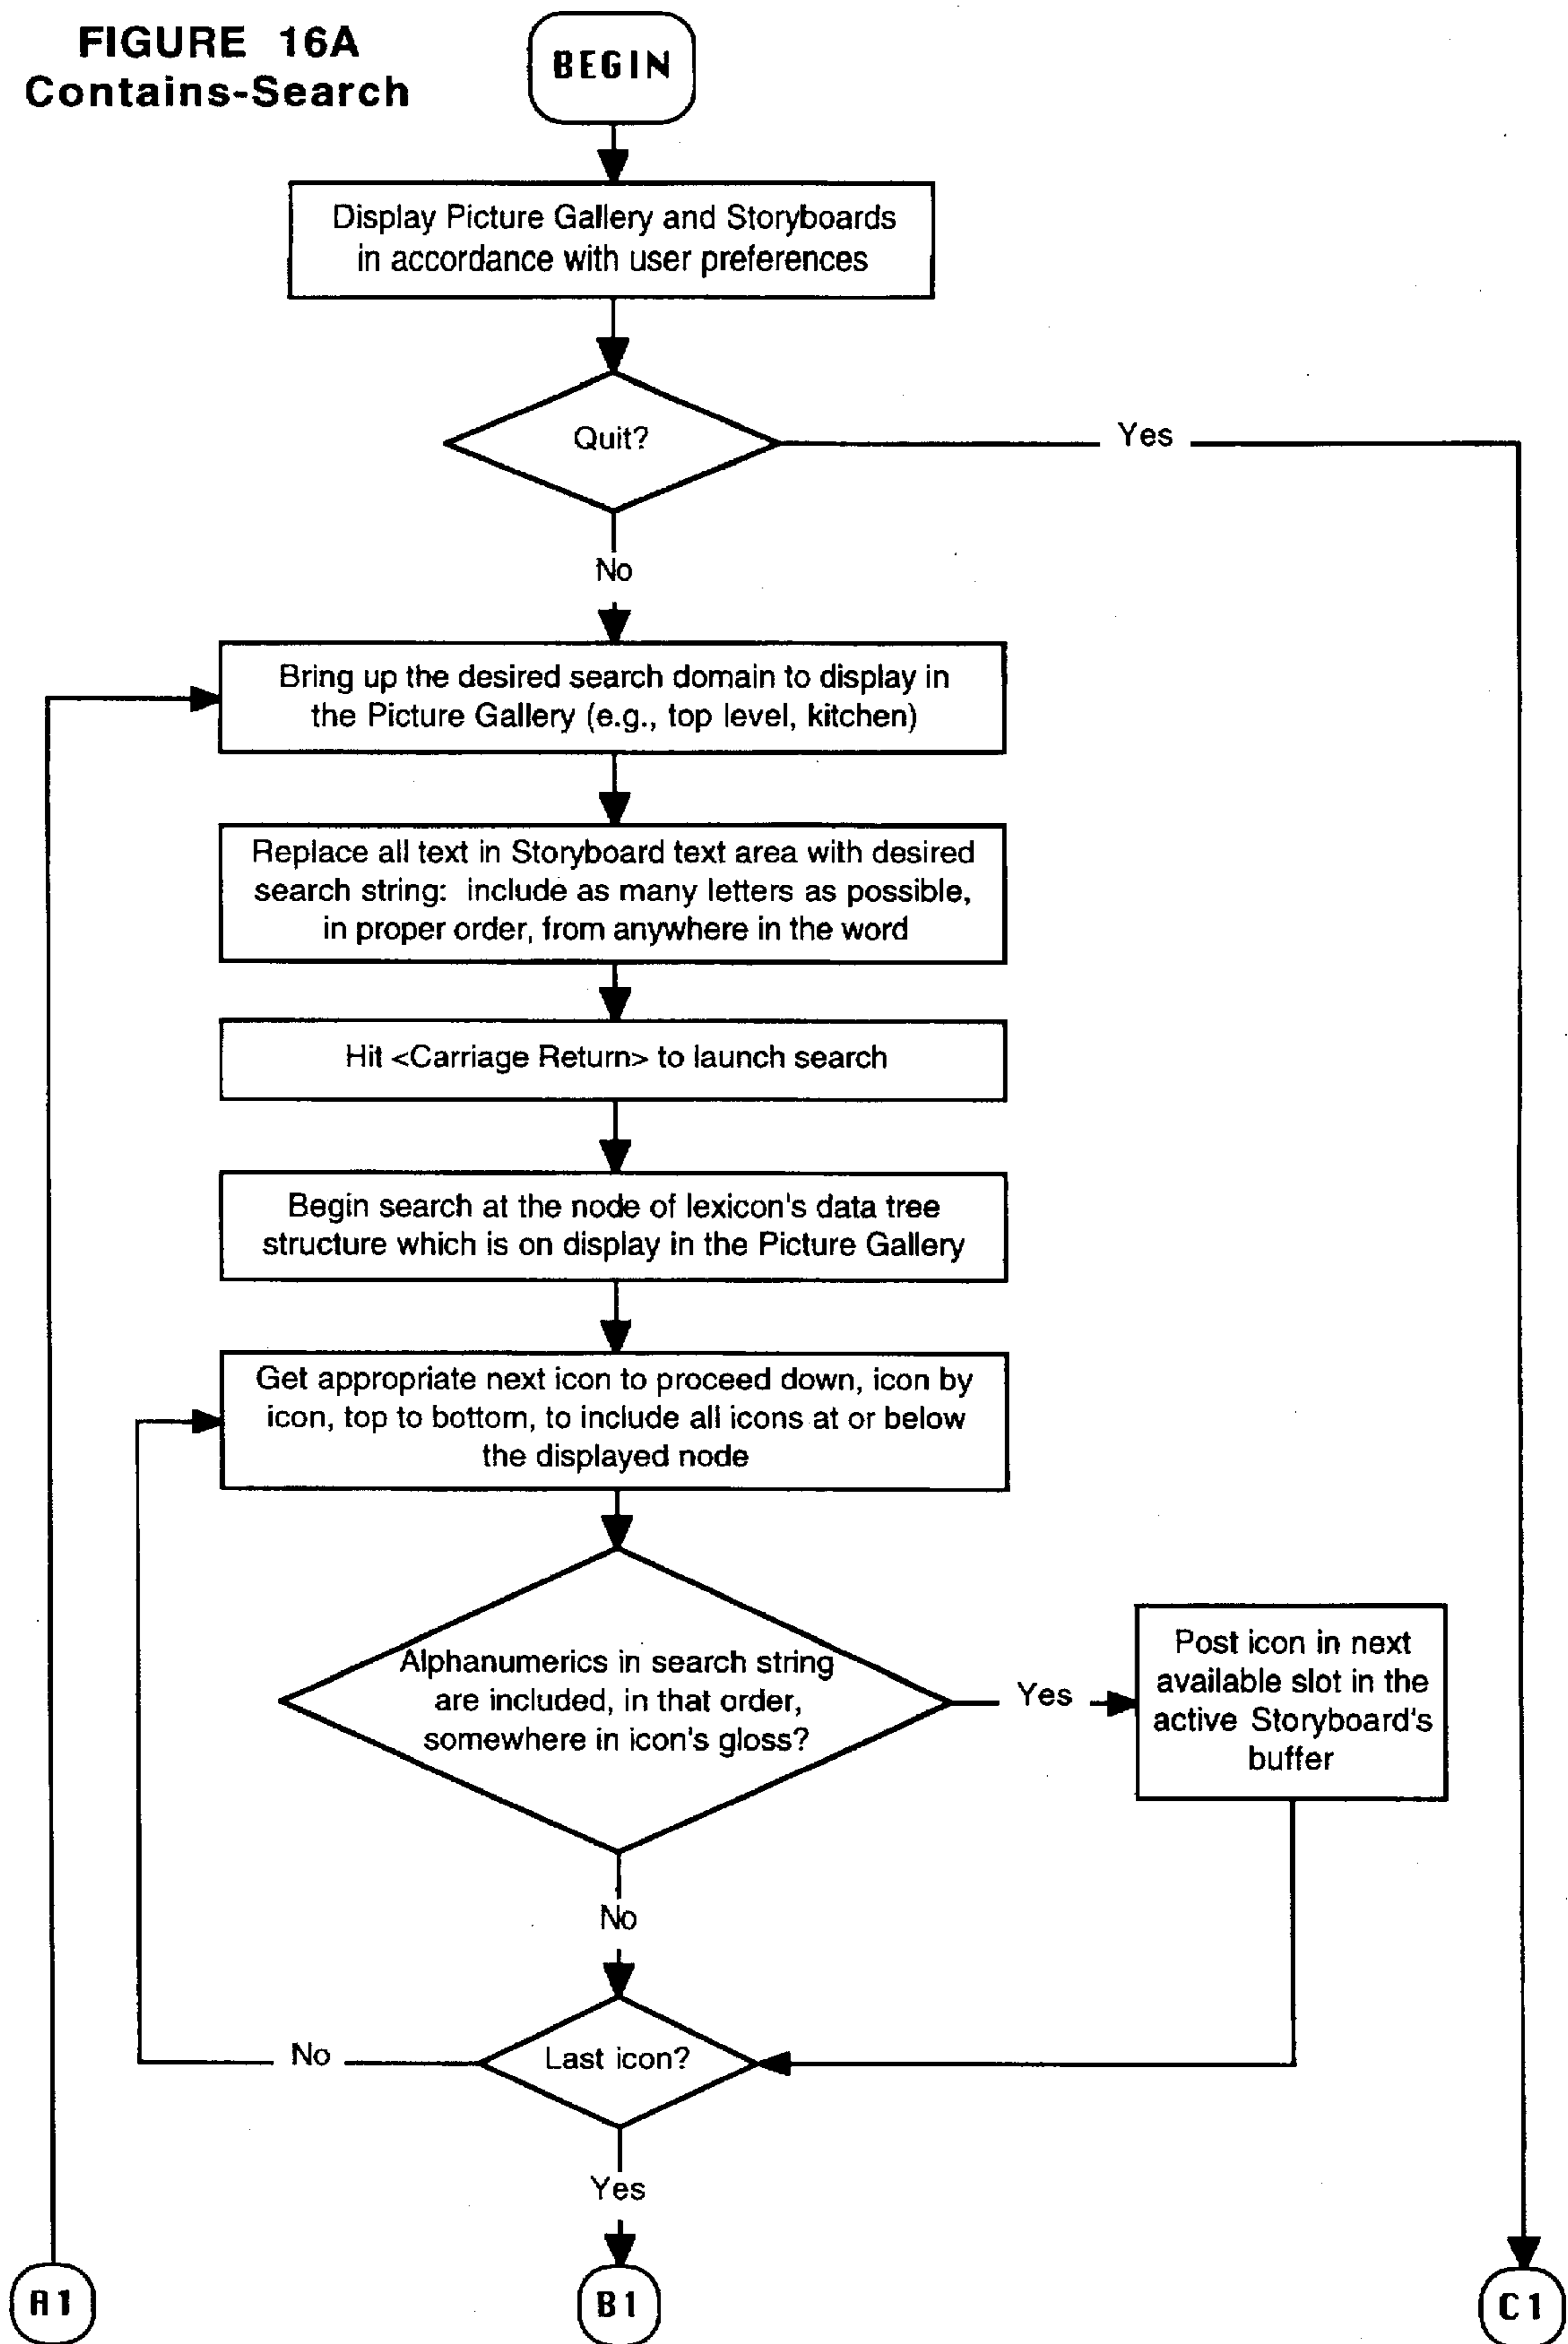 FIGURE 16A
Contains-Search
BEGIN
Display Picture Gallery and Storyboards
in accordance with user preferences
Quit?
Yes
No
Bring up the desired search domain to display in
the Picture Gallery (e.g., top level, kitchen)
Replace all text in Storyboard text area with desired
search string: include as many letters as possible,
in proper order, from anywhere in the word
Hit <Carriage Return> to launch search
Begin search at the node of lexicon's data tree
structure which is on display in the Picture Gallery
Get appropriate next icon to proceed down, icon by
icon, top to bottom, to include all icons at or below
the displayed node
Alphanumerics in search string
are included, in that order,
somewhere in icon's gloss?
Yes
Post icon in next
available slot in the
active Storyboard's
buffer
No
Last icon?
No
Yes
A1
B1
C1